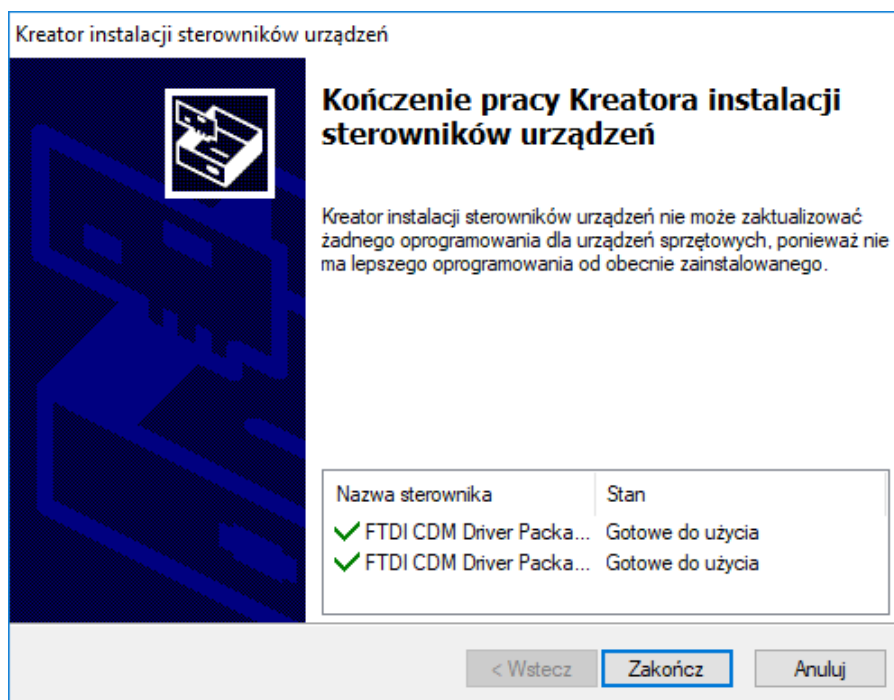 Kreator instalacji sterowników urządzeń
Kończenie pracy Kreatora instalacji
sterowników urządzeń
Kreator instalacji sterowników urządzeń nie może zaktualizować
żadnego oprogramowania dla urządzeń sprzętowych, ponieważ nie
ma lepszego oprogramowania od obecnie zainstalowanego.
Nazwa sterownika Stan
FTDI CDM Driver Packa... Gotowe do użycia
FTDI CDM Driver Packa... Gotowe do użycia
< Wstecz Zakończ Anuluj